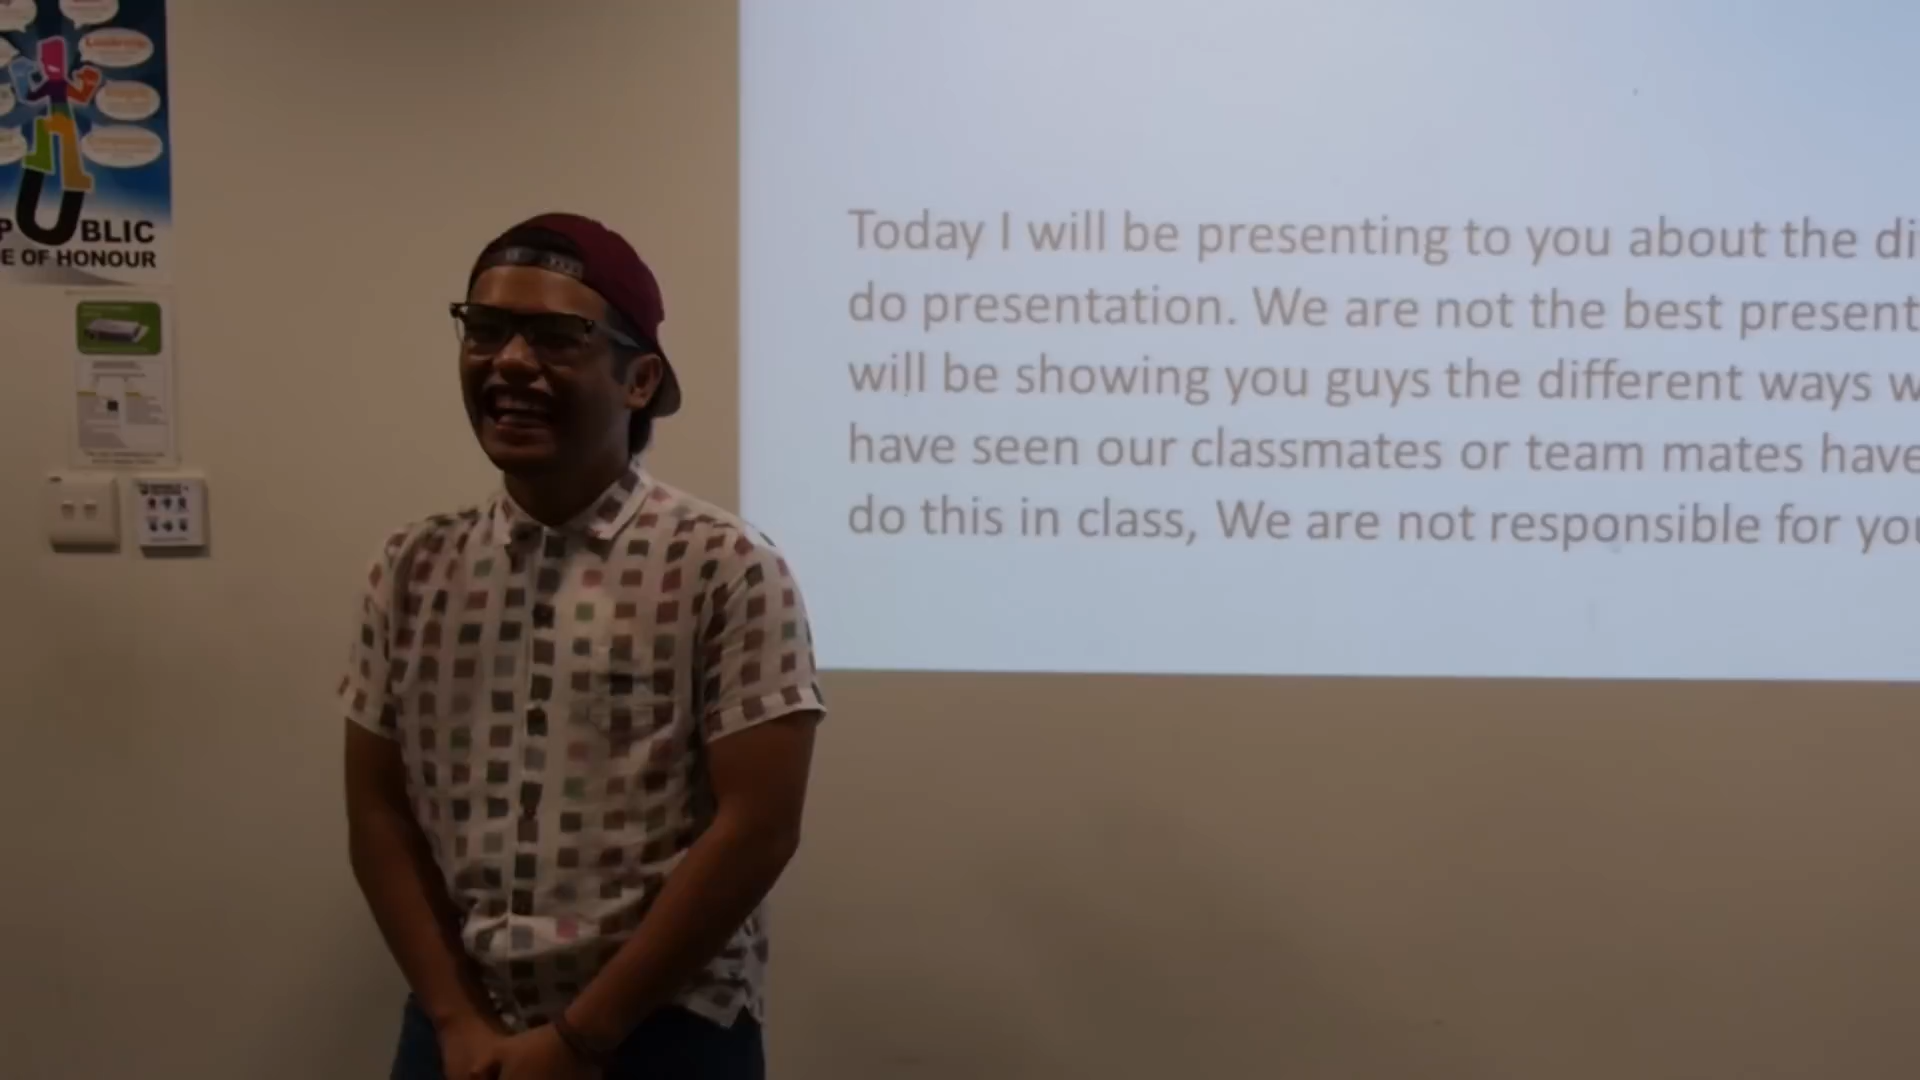 BLIC
E OF HONOUR
Today I will be presenting to you about the di
do presentation. We are not the best present
will be showing you guys the different ways w
have seen our classmates or team mates have
do this in class, We are not responsible for you